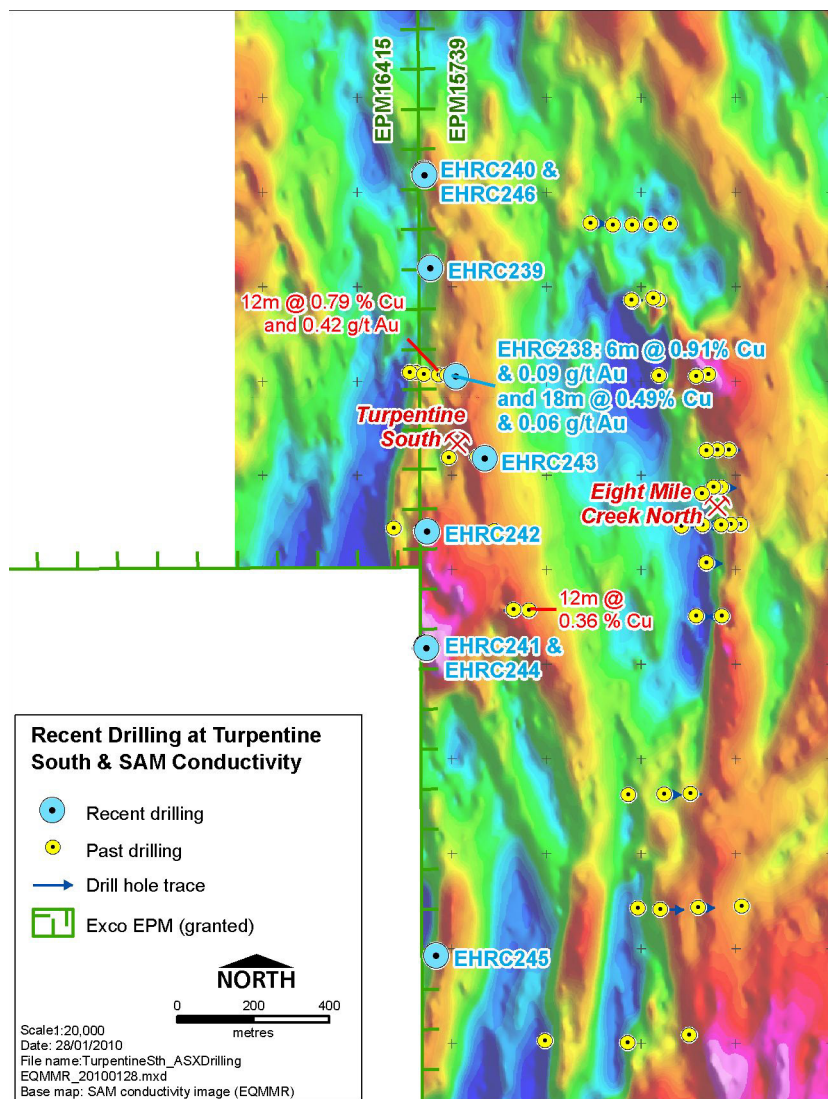 EPM16415
EPM15739
EHRC240 &
EHRC246
EHRC239
12m @ 0.79 % Cu
and 0.42 g/t Au
EHRC238: 6m @ 0.91% Cu
& 0.09 g/t Au
and 18m @ 0.49% Cu
& 0.06 g/t Au
Turpentine
South
EHRC243
Eight Mile
Creek North
EHRC242
12m @
0.36 % Cu
EHRC241 &
EHRC244
Recent Drilling at Turpentine
South & SAM Conductivity
Recent drilling
Past drilling
Drill hole trace
Exco EPM (granted)
NORTH
0 200 400
metres
EHRC245
Scale1:20,000
Date: 28/01/2010
File name:TurpentineSth_ASXDrilling
EQMMR_20100128.mxd
Base map: SAM conductivity image (EQMMR)